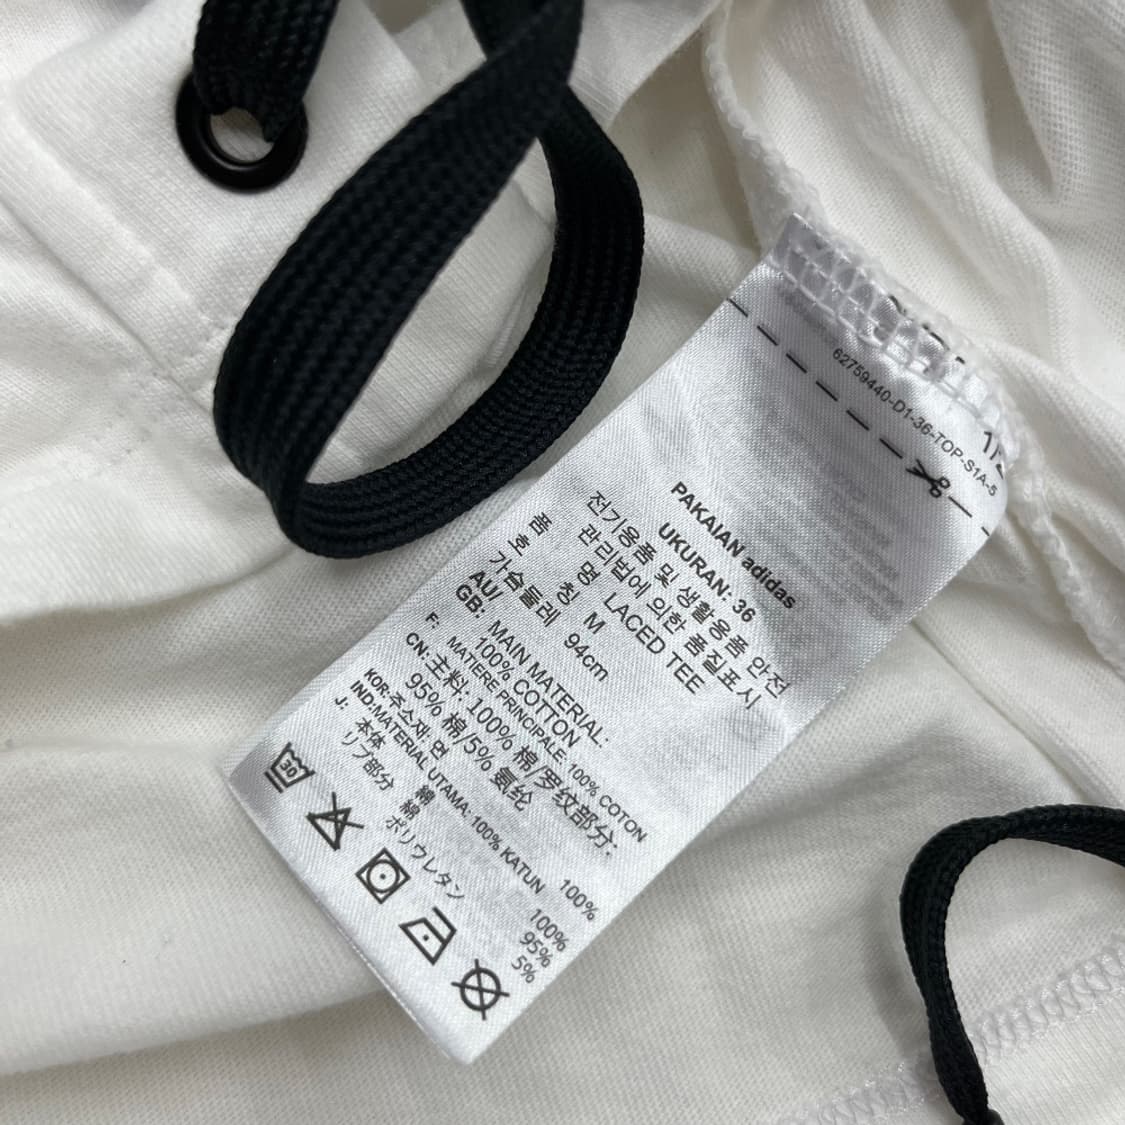 62759440-D1-36-TOP-S1A-5
PAKAIAN adidas
UKURAN: 36
전기용품 및 생활용품 안전
관리법에 의한 품질표시
품 명 LACED TEE
호 칭 M
가슴둘레 94cm
AU/ MAIN MATERIAL:
GB: 100% COTTON
F: MATIERE PRINCIPALE: 100% COTON
CN: 主料: 100% 棉/罗纹部分:
95% 棉/5% 氨纶
KOR:주소재: 면 100%
IND:MATERIAL UTAMA: 100% KATUN
J: 本体 綿 100%
リブ部分 綿 95%
ポリウレタン 5%
30